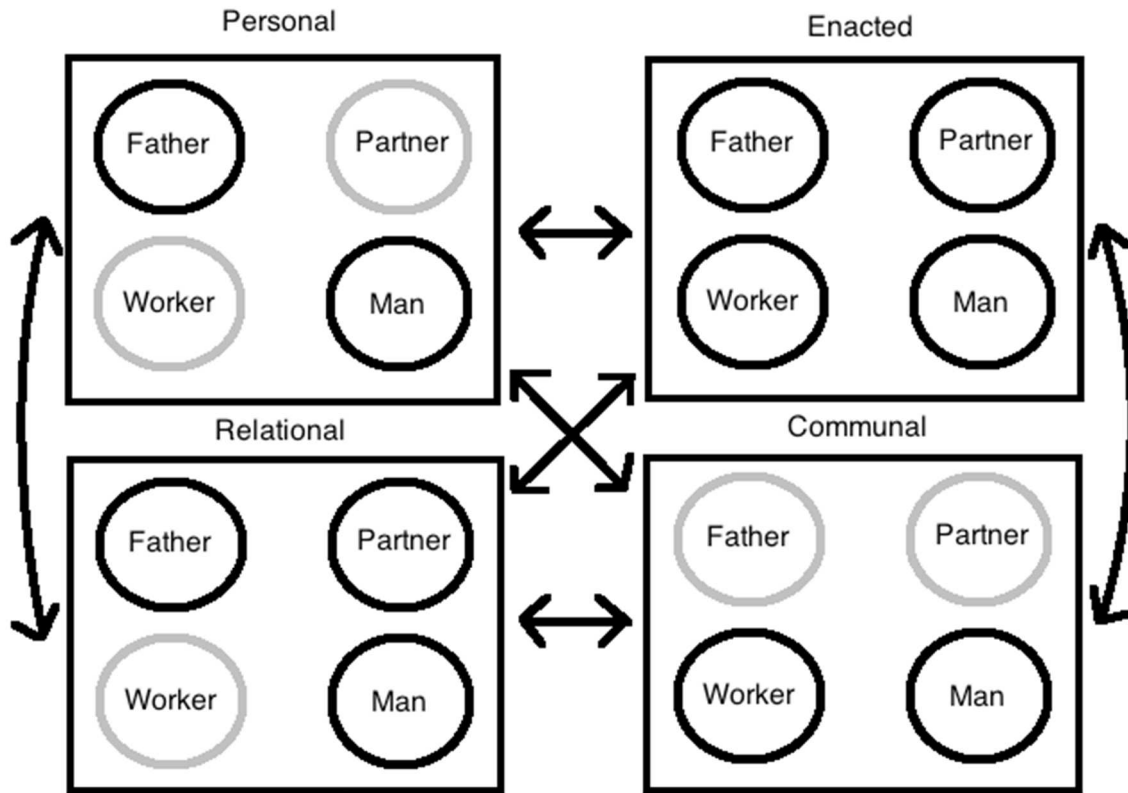 Personal
Father
Partner
Worker
Man
Enacted
Father
Partner
Worker
Man
Relational
Father
Partner
Worker
Man
Communal
Father
Partner
Worker
Man